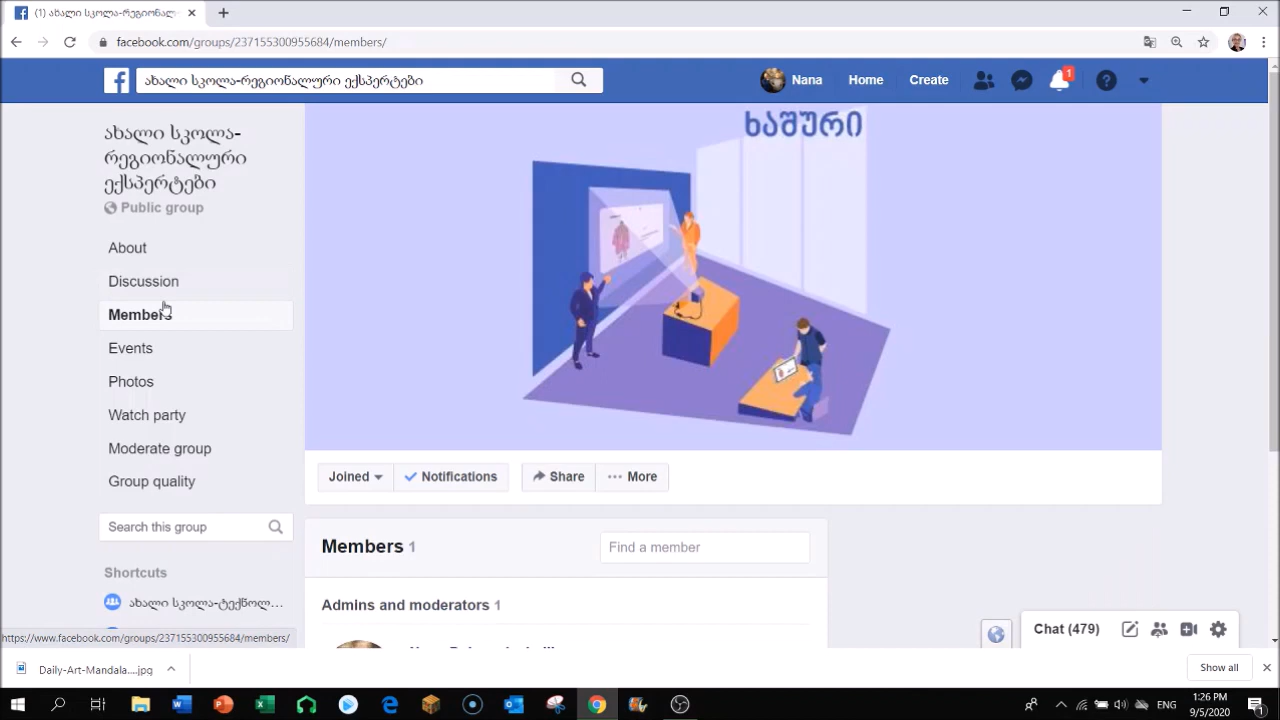 (1) ახალი სკოლა-რეგიონალ
facebook.com/groups/237155300955684/members/
ახალი სკოლა-რეგიონალური ექსპერტები
Nana
Home
Create
1
ახალი სკოლა-
რეგიონალური
ექსპერტები
Public group
About
Discussion
Members
Events
Photos
Watch party
Moderate group
Group quality
Search this group
Shortcuts
ახალი სკოლა-ტექნოლ...
ხაშური
Joined
Notifications
Share
More
Members 1
Find a member
Admins and moderators 1
Chat (479)
https://www.facebook.com/groups/237155300955684/members/
Daily-Art-Mandala....jpg
Show all
ENG
1:26 PM
9/5/2020
1